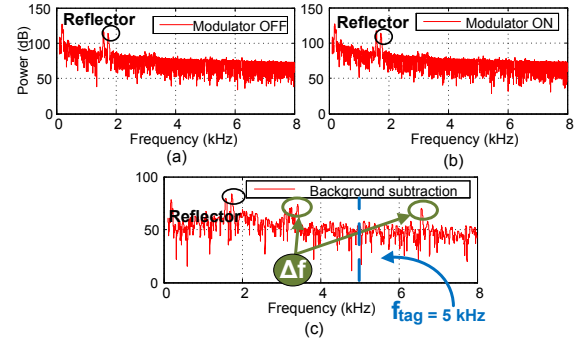 Reflector
Modulator OFF
150
100
50
0
Power (dB)
0 2 4 6 8
Frequency (kHz)
(a)
Reflector
Modulator ON
150
100
50
0
0 2 4 6 8
Frequency (kHz)
(b)
100
50
0
Reflector
Background subtraction
Δf
0 2 4 6 8
Frequency (kHz)
(c)
ftag = 5 kHz